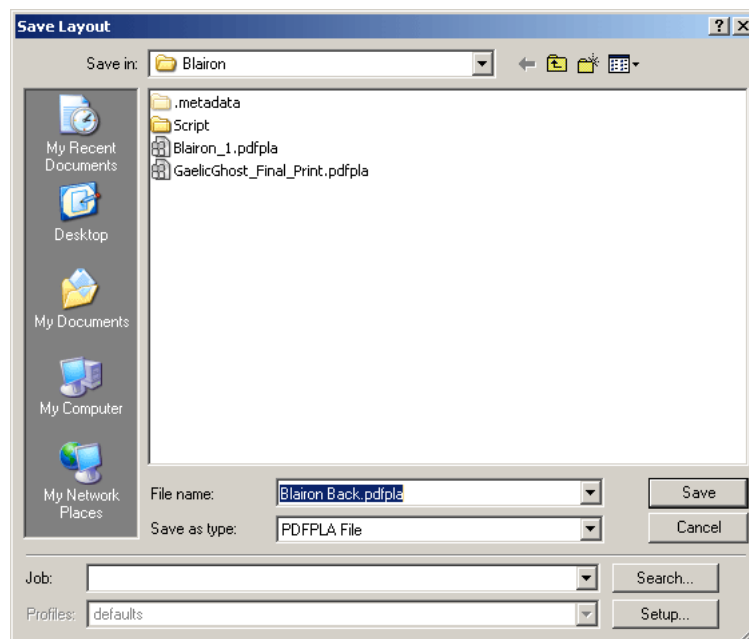 Save Layout
Save in: Blairon
.metadata
Script
Blairon_1.pdfpla
GaelicGhost_Final_Print.pdfpla
My Recent
Documents
Desktop
My Documents
My Computer
My Network
Places
File name: Blairon Back.pdfpla Save
Save as type: PDFPLA File Cancel
Job: Search...
Profiles: defaults Setup...